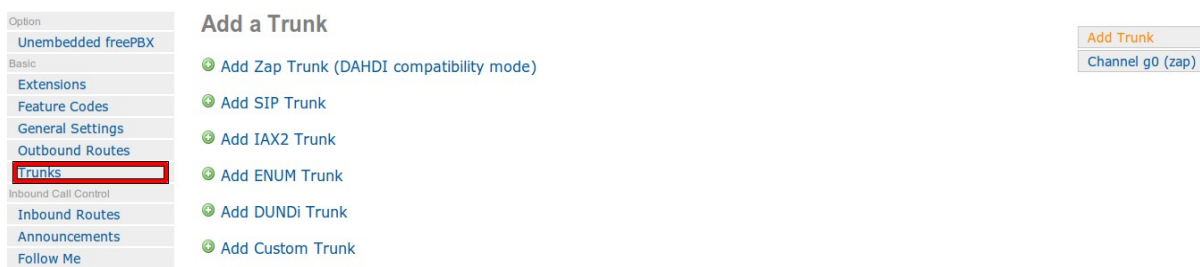 Option
Unembedded freePBX
Basic
Extensions
Feature Codes
General Settings
Outbound Routes
Trunks
Inbound Call Control
Inbound Routes
Announcements
Follow Me
Add a Trunk
Add Zap Trunk (DAHDI compatibility mode)
Add SIP Trunk
Add IAX2 Trunk
Add ENUM Trunk
Add DUNDi Trunk
Add Custom Trunk
Add Trunk
Channel g0 (zap)